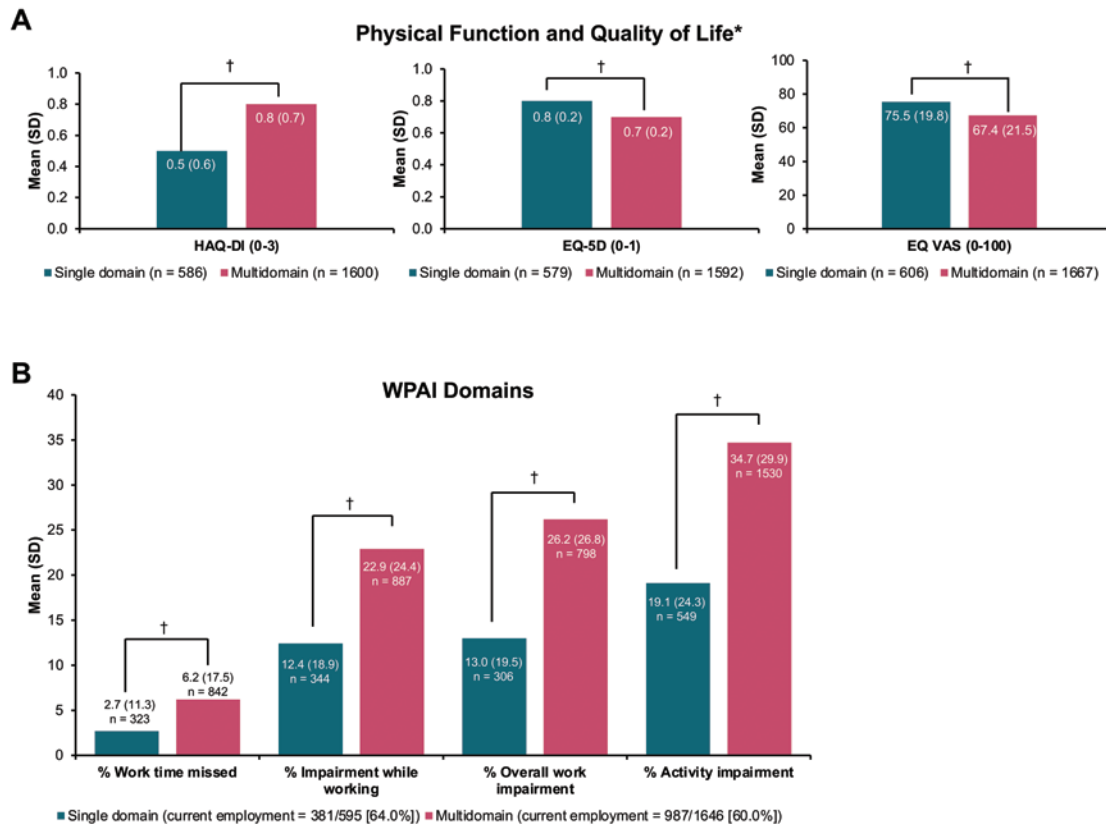 A
Physical Function and Quality of Life*
Mean (SD)
1.0
0.8
0.6
0.4
0.2
0.0
†
0.5 (0.6)
0.8 (0.7)
HAQ-DI (0-3)
Single domain (n = 586) Multidomain (n = 1600)
Mean (SD)
1.0
0.8
0.6
0.4
0.2
0.0
†
0.8 (0.2)
0.7 (0.2)
EQ-5D (0-1)
Single domain (n = 579) Multidomain (n = 1592)
Mean (SD)
100
80
60
40
20
0
†
75.5 (19.8)
67.4 (21.5)
EQ VAS (0-100)
Single domain (n = 606) Multidomain (n = 1667)
B
WPAI Domains
Mean (SD)
40
35
30
25
20
15
10
5
0
†
2.7 (11.3)
n = 323
6.2 (17.5)
n = 842
% Work time missed
†
12.4 (18.9)
n = 344
22.9 (24.4)
n = 887
% Impairment while
working
†
13.0 (19.5)
n = 306
26.2 (26.8)
n = 798
% Overall work
impairment
†
19.1 (24.3)
n = 549
34.7 (29.9)
n = 1530
% Activity impairment
Single domain (current employment = 381/595 [64.0%]) Multidomain (current employment = 987/1646 [60.0%])